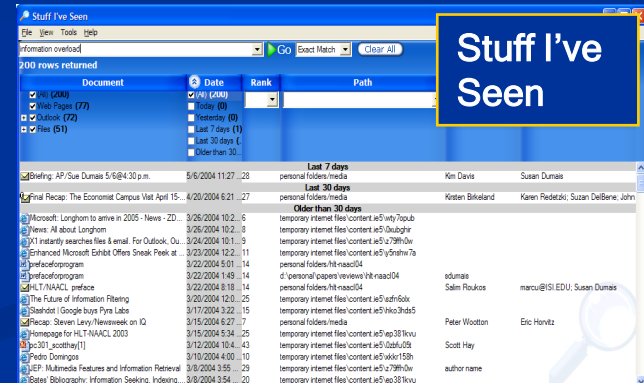 Stuff I've Seen
Stuff I've
Seen
File View Tools Help
information overload Go Exact Match Clear All
200 rows returned
Document Date Rank Path
(All) (200) (All) (200)
Web Pages (77) Today (0)
Outlook (72) Yesterday (0)
Files (51) Last 7 days (1)
Last 30 days (..
Older than 30...
Last 7 days
Briefing: AP/Sue Dumais 5/6@4:30 p.m. 5/6/2004 11:27 ... 28 personal folders/media Kim Davis Susan Dumais
Last 30 days
Final Recap: The Economist Campus Visit April 15-... 4/20/2004 6:21 ... 27 personal folders/media Kirsten Birkeland Karen Redetzki; Suzan DelBene; John
Older than 30 days
Microsoft: Longhorn to arrive in 2005 - News - ZD... 3/26/2004 10:2... 6 temporary internet files\content.ie5\wty7opub
News: All about Longhorn 3/26/2004 10:2... 8 temporary internet files\content.ie5\0xubghir
X1 instantly searches files & email. For Outlook, Ou... 3/24/2004 10:1... 9 temporary internet files\content.ie5\z79ffh0w
Enhanced Microsoft Exhibit Offers Sneak Peek at ... 3/23/2004 12:2... 11 temporary internet files\content.ie5\y5nshw7a
prefaceforprogram 3/22/2004 5:01 ... 14 personal folders/hlt-naacl04
prefaceforprogram 3/22/2004 1:49 ... 14 d:\personal\papers\reviews\hlt-naacl04 sdumais
HLT/NAACL preface 3/22/2004 8:18 ... 14 personal folders/hlt-naacl04 Salim Roukos marcu@ISI.EDU; Susan Dumais
The Future of Information Filtering 3/20/2004 12:0... 25 temporary internet files\content.ie5\szfn6olx
Slashdot | Google buys Pyra Labs 3/17/2004 3:22 ... 15 temporary internet files\content.ie5\hko3hds5
Recap: Steven Levy/Newsweek on IQ 3/15/2004 6:27 ... 7 personal folders/media Peter Wootton Eric Horvitz
Homepage for HLT-NAACL 2003 3/15/2004 5:34 ... 25 temporary internet files\content.ie5\ep381kvu
pc301_scotthay[1] 3/12/2004 10:4... 43 temporary internet files\content.ie5\0zbfu05t Scott Hay
Pedro Domingos 3/10/2004 4:00 ... 10 temporary internet files\content.ie5\xkkr158h
JEP: Multimedia Features and Information Retrieval 3/8/2004 3:55 ... 29 temporary internet files\content.ie5\z79ffh0w author name
Bates' Bibliography: Information Seeking, Indexing,... 3/8/2004 3:54 ... 20 temporary internet files\content.ie5\ep381kvu